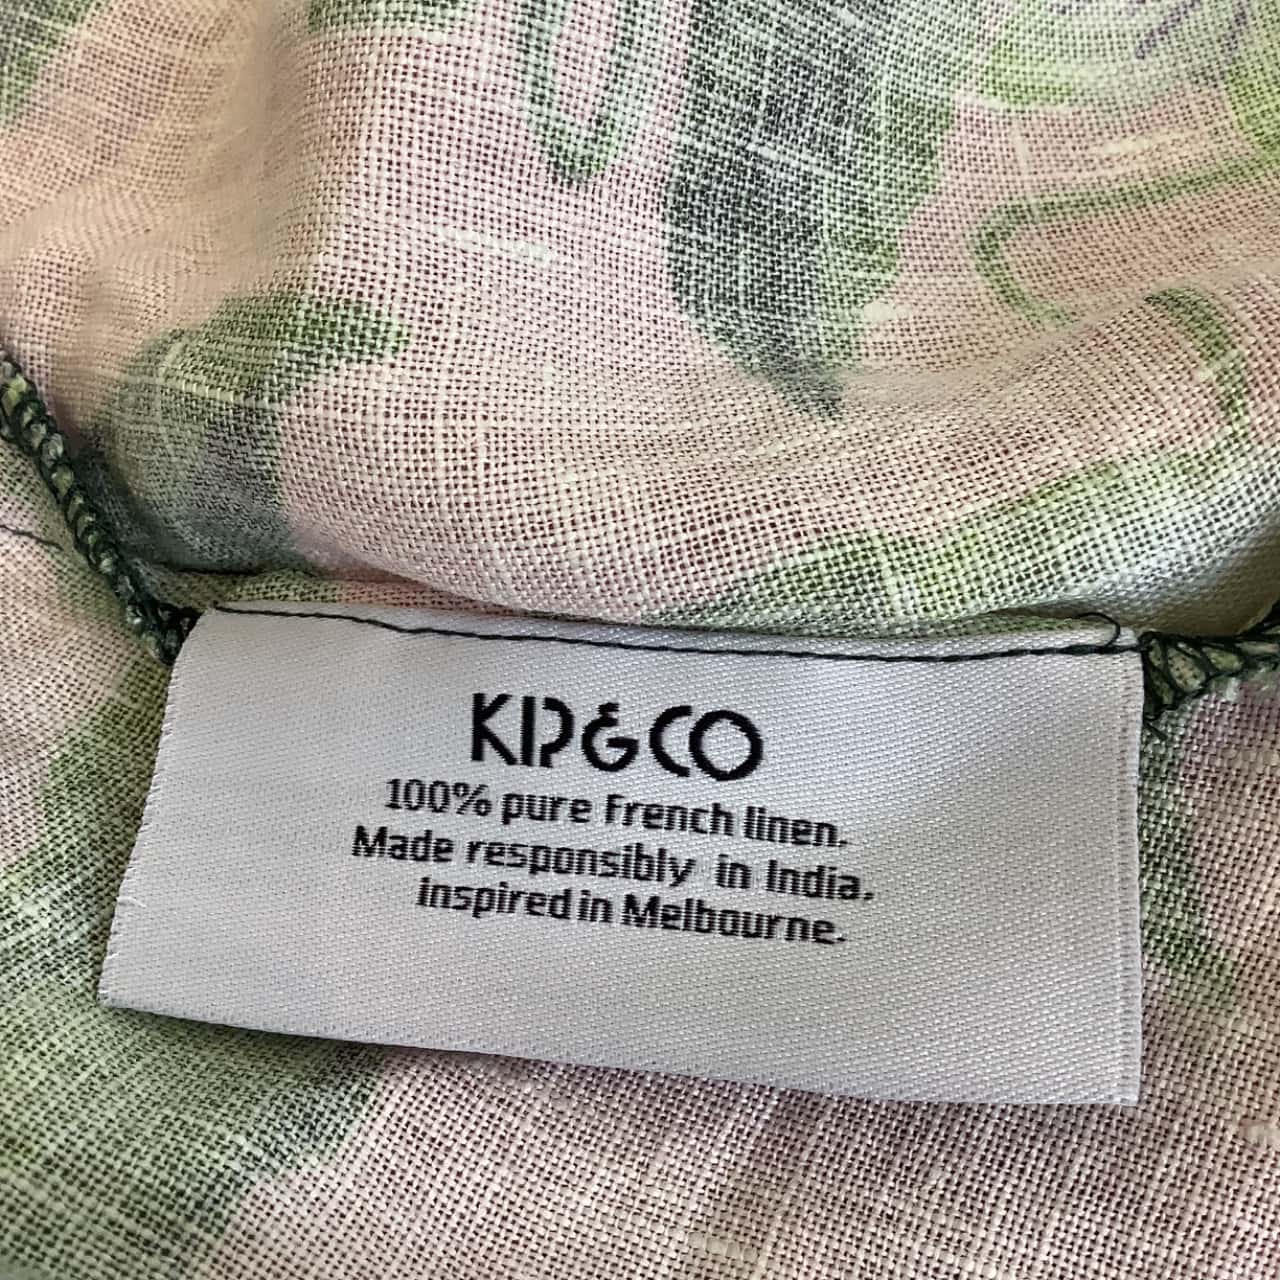 KIP&CO
100% pure French linen.
Made responsibly in India.
inspired in Melbourne.